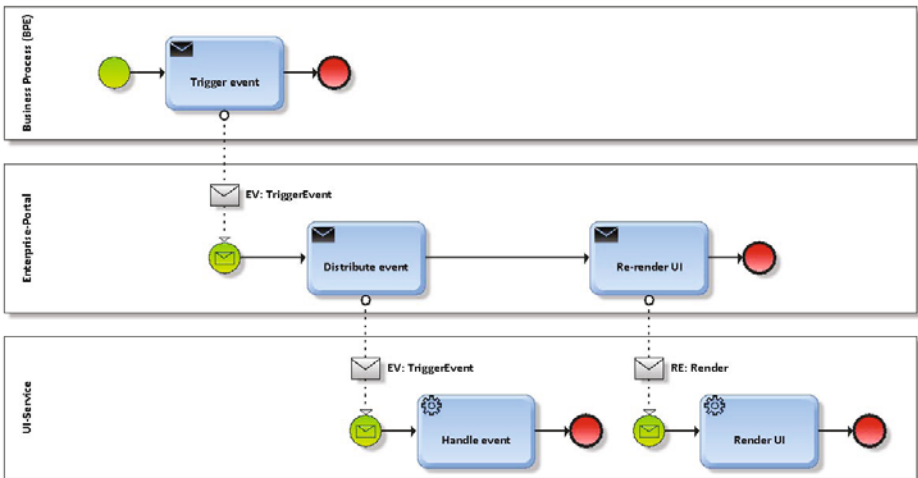 Business Process (BPE)
Trigger event
EV: TriggerEvent
Enterprise-Portal
Distribute event
Re-render UI
EV: TriggerEvent
RE: Render
UI-Service
Handle event
Render UI